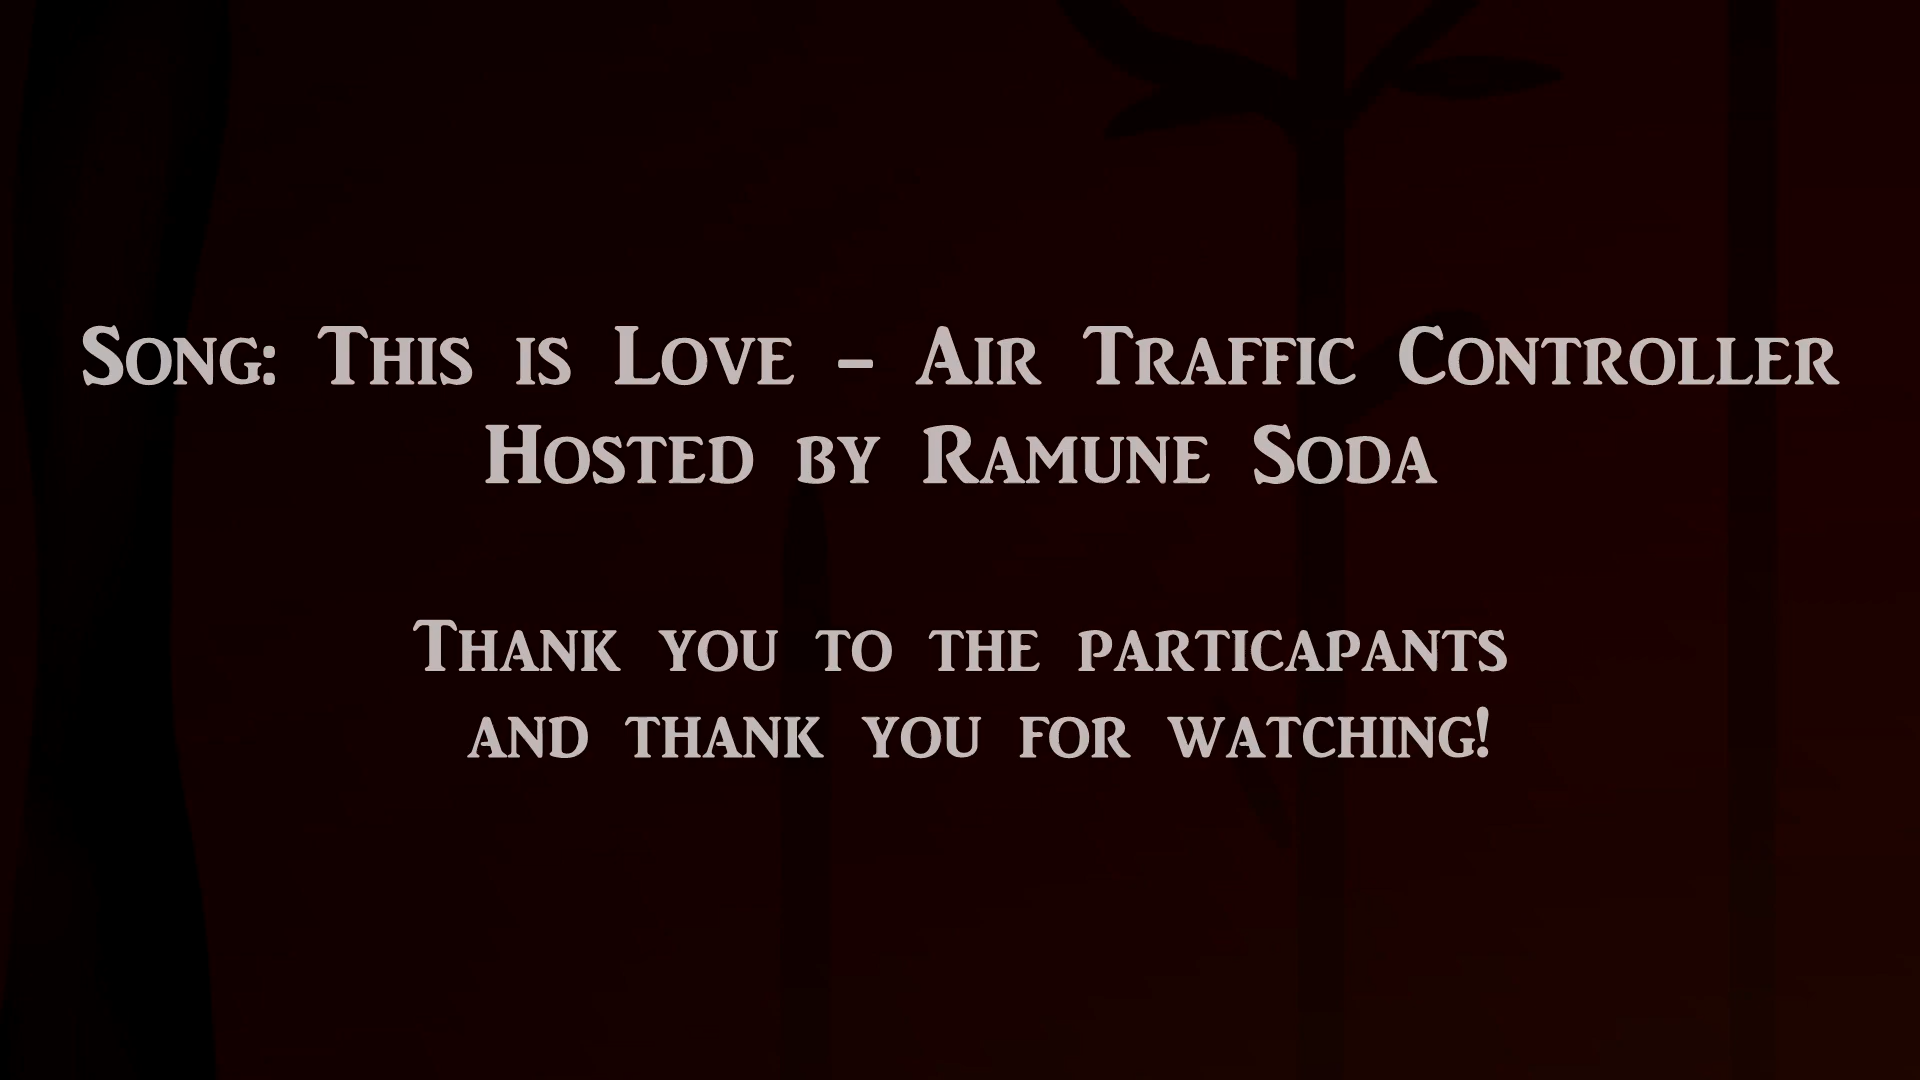 Song: This is Love – Air Traffic Controller
Hosted by Ramune Soda
Thank you to the particapants
and thank you for watching!